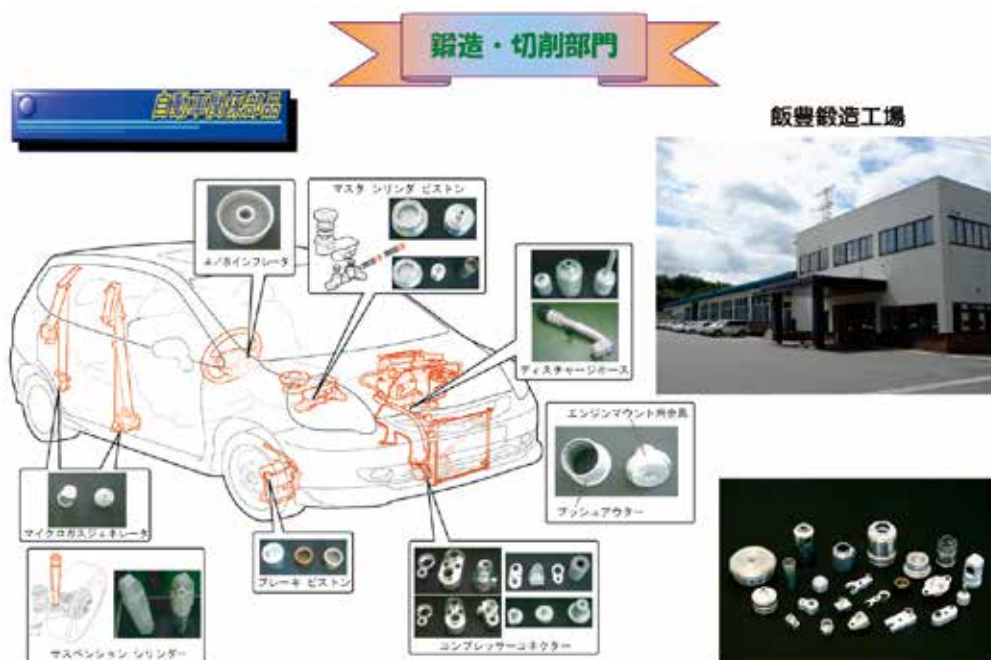 鍛造・切削部門
自動車関係部品
飯豊鍛造工場
マスタ シリンダ ピストン
A/Bインフレータ
ディスチャージホース
エンジンマウント用金具
ブッシュアウター
マイクロガスジェネレータ
ブレーキ ピストン
サスペンション シリンダー
コンプレッサーコネクター